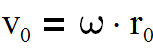 v₀ = ω · r₀